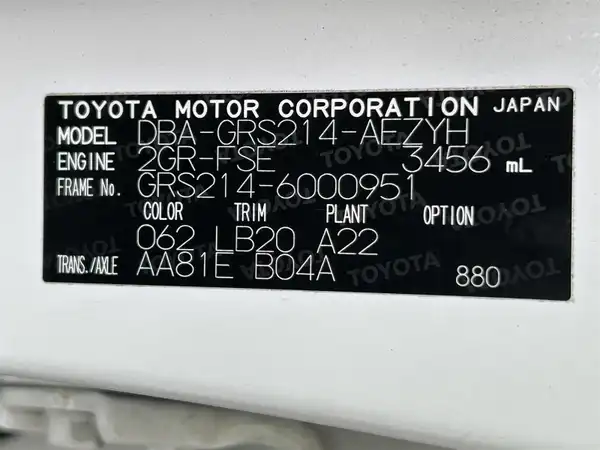 TOYOTA MOTOR CORPORATION JAPAN
MODEL DBA-GRS214-AEZYH
ENGINE 2GR-FSE 3456 mL
FRAME No. GRS214-6000951
COLOR TRIM PLANT OPTION
062 LB20 A22
TRANS./AXLE AA81E B04A 880